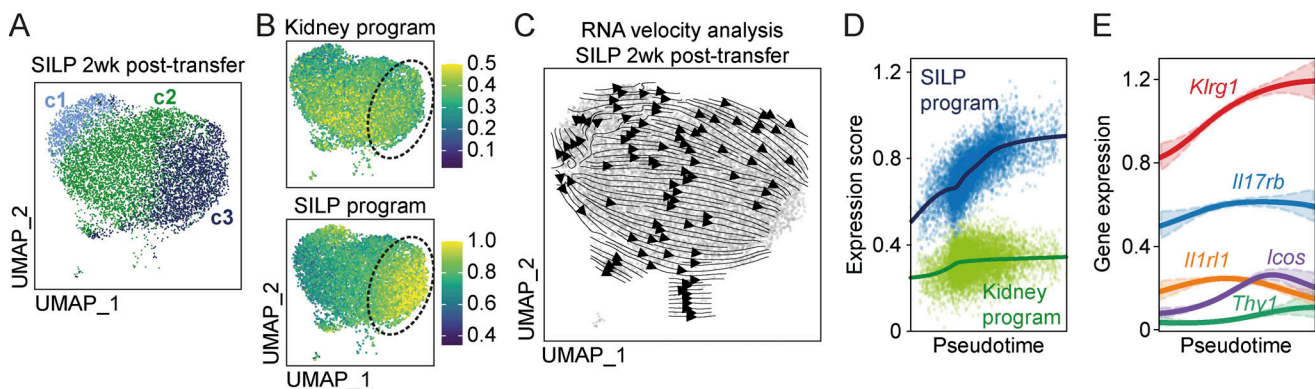 A
SILP 2wk post-transfer
c1
c2
c3
UMAP_2
UMAP_1
B
Kidney program
0.5
0.4
0.3
0.2
0.1
SILP program
1.0
0.8
0.6
0.4
UMAP_2
UMAP_1
C
RNA velocity analysis
SILP 2wk post-transfer
UMAP_2
UMAP_1
D
Expression score
1.2
0.8
0.4
0
SILP
program
Kidney
program
Pseudotime
E
Gene expression
1.2
0.8
0.4
0
Klrg1
Il17rb
Il1rl1
Icos
Thy1
Pseudotime